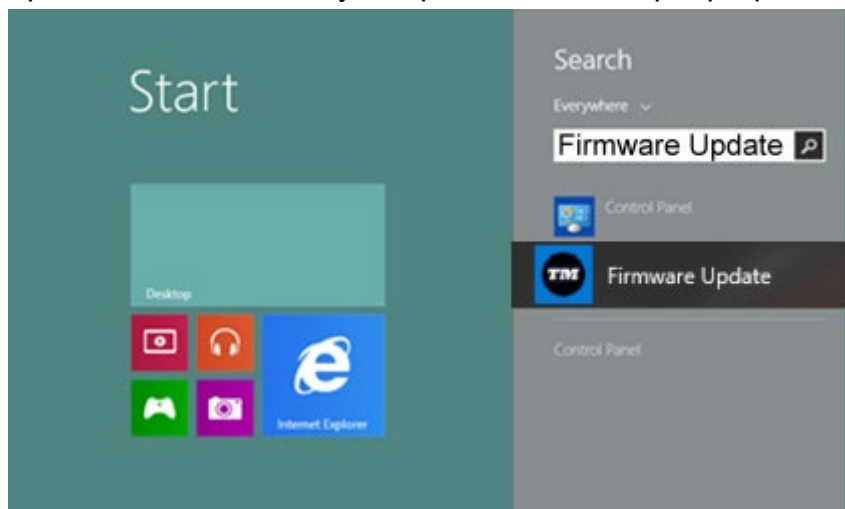 Start
Desktop
Internet Explorer
Search
Everywhere
Firmware Update
Control Panel
TM Firmware Update
Control Panel